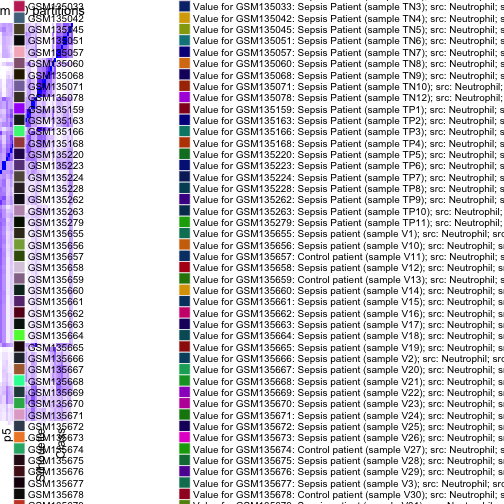 m p partitions
GSM135033 Value for GSM135033: Sepsis Patient (sample TN3); src: Neutrophil; s
GSM135042 Value for GSM135042: Sepsis Patient (sample TN4); src: Neutrophil; s
GSM135045 Value for GSM135045: Sepsis Patient (sample TN5); src: Neutrophil; s
GSM135051 Value for GSM135051: Sepsis Patient (sample TN6); src: Neutrophil; s
GSM135057 Value for GSM135057: Sepsis Patient (sample TN7); src: Neutrophil; s
GSM135060 Value for GSM135060: Sepsis Patient (sample TN8); src: Neutrophil; s
GSM135068 Value for GSM135068: Sepsis Patient (sample TN9); src: Neutrophil; s
GSM135071 Value for GSM135071: Sepsis Patient (sample TN10); src: Neutrophil;
GSM135078 Value for GSM135078: Sepsis Patient (sample TN12); src: Neutrophil;
GSM135159 Value for GSM135159: Sepsis Patient (sample TP1); src: Neutrophil; s
GSM135163 Value for GSM135163: Sepsis Patient (sample TP2); src: Neutrophil; s
GSM135166 Value for GSM135166: Sepsis Patient (sample TP3); src: Neutrophil; s
GSM135168 Value for GSM135168: Sepsis Patient (sample TP4); src: Neutrophil; s
GSM135220 Value for GSM135220: Sepsis Patient (sample TP5); src: Neutrophil; s
GSM135223 Value for GSM135223: Sepsis Patient (sample TP6); src: Neutrophil; s
GSM135224 Value for GSM135224: Sepsis Patient (sample TP7); src: Neutrophil; s
GSM135228 Value for GSM135228: Sepsis Patient (sample TP8); src: Neutrophil; s
GSM135262 Value for GSM135262: Sepsis Patient (sample TP9); src: Neutrophil; s
GSM135263 Value for GSM135263: Sepsis Patient (sample TP10); src: Neutrophil;
GSM135279 Value for GSM135279: Sepsis Patient (sample TP11); src: Neutrophil;
GSM135655 Value for GSM135655: Sepsis patient (sample V1); src: Neutrophil; src
GSM135656 Value for GSM135656: Sepsis patient (sample V10); src: Neutrophil; s
GSM135657 Value for GSM135657: Control patient (sample V11); src: Neutrophil; s
GSM135658 Value for GSM135658: Sepsis patient (sample V12); src: Neutrophil; s
GSM135659 Value for GSM135659: Control patient (sample V13); src: Neutrophil; s
GSM135660 Value for GSM135660: Sepsis patient (sample V14); src: Neutrophil; s
GSM135661 Value for GSM135661: Sepsis patient (sample V15); src: Neutrophil; s
GSM135662 Value for GSM135662: Sepsis patient (sample V16); src: Neutrophil; s
GSM135663 Value for GSM135663: Sepsis patient (sample V17); src: Neutrophil; s
GSM135664 Value for GSM135664: Sepsis patient (sample V18); src: Neutrophil; s
GSM135665 Value for GSM135665: Sepsis patient (sample V19); src: Neutrophil; s
GSM135666 Value for GSM135666: Sepsis patient (sample V2); src: Neutrophil; src
GSM135667 Value for GSM135667: Sepsis patient (sample V20); src: Neutrophil; s
GSM135668 Value for GSM135668: Sepsis patient (sample V21); src: Neutrophil; s
GSM135669 Value for GSM135669: Sepsis patient (sample V22); src: Neutrophil; s
GSM135670 Value for GSM135670: Sepsis patient (sample V23); src: Neutrophil; s
GSM135671 Value for GSM135671: Sepsis patient (sample V24); src: Neutrophil; s
GSM135672 Value for GSM135672: Sepsis patient (sample V25); src: Neutrophil; s
GSM135673 Value for GSM135673: Sepsis patient (sample V26); src: Neutrophil; s
GSM135674 Value for GSM135674: Control patient (sample V27); src: Neutrophil; s
GSM135675 Value for GSM135675: Sepsis patient (sample V28); src: Neutrophil; s
GSM135676 Value for GSM135676: Sepsis patient (sample V29); src: Neutrophil; s
GSM135677 Value for GSM135677: Sepsis patient (sample V3); src: Neutrophil; src
GSM135678 Value for GSM135678: Control patient (sample V30); src: Neutrophil; s
p5